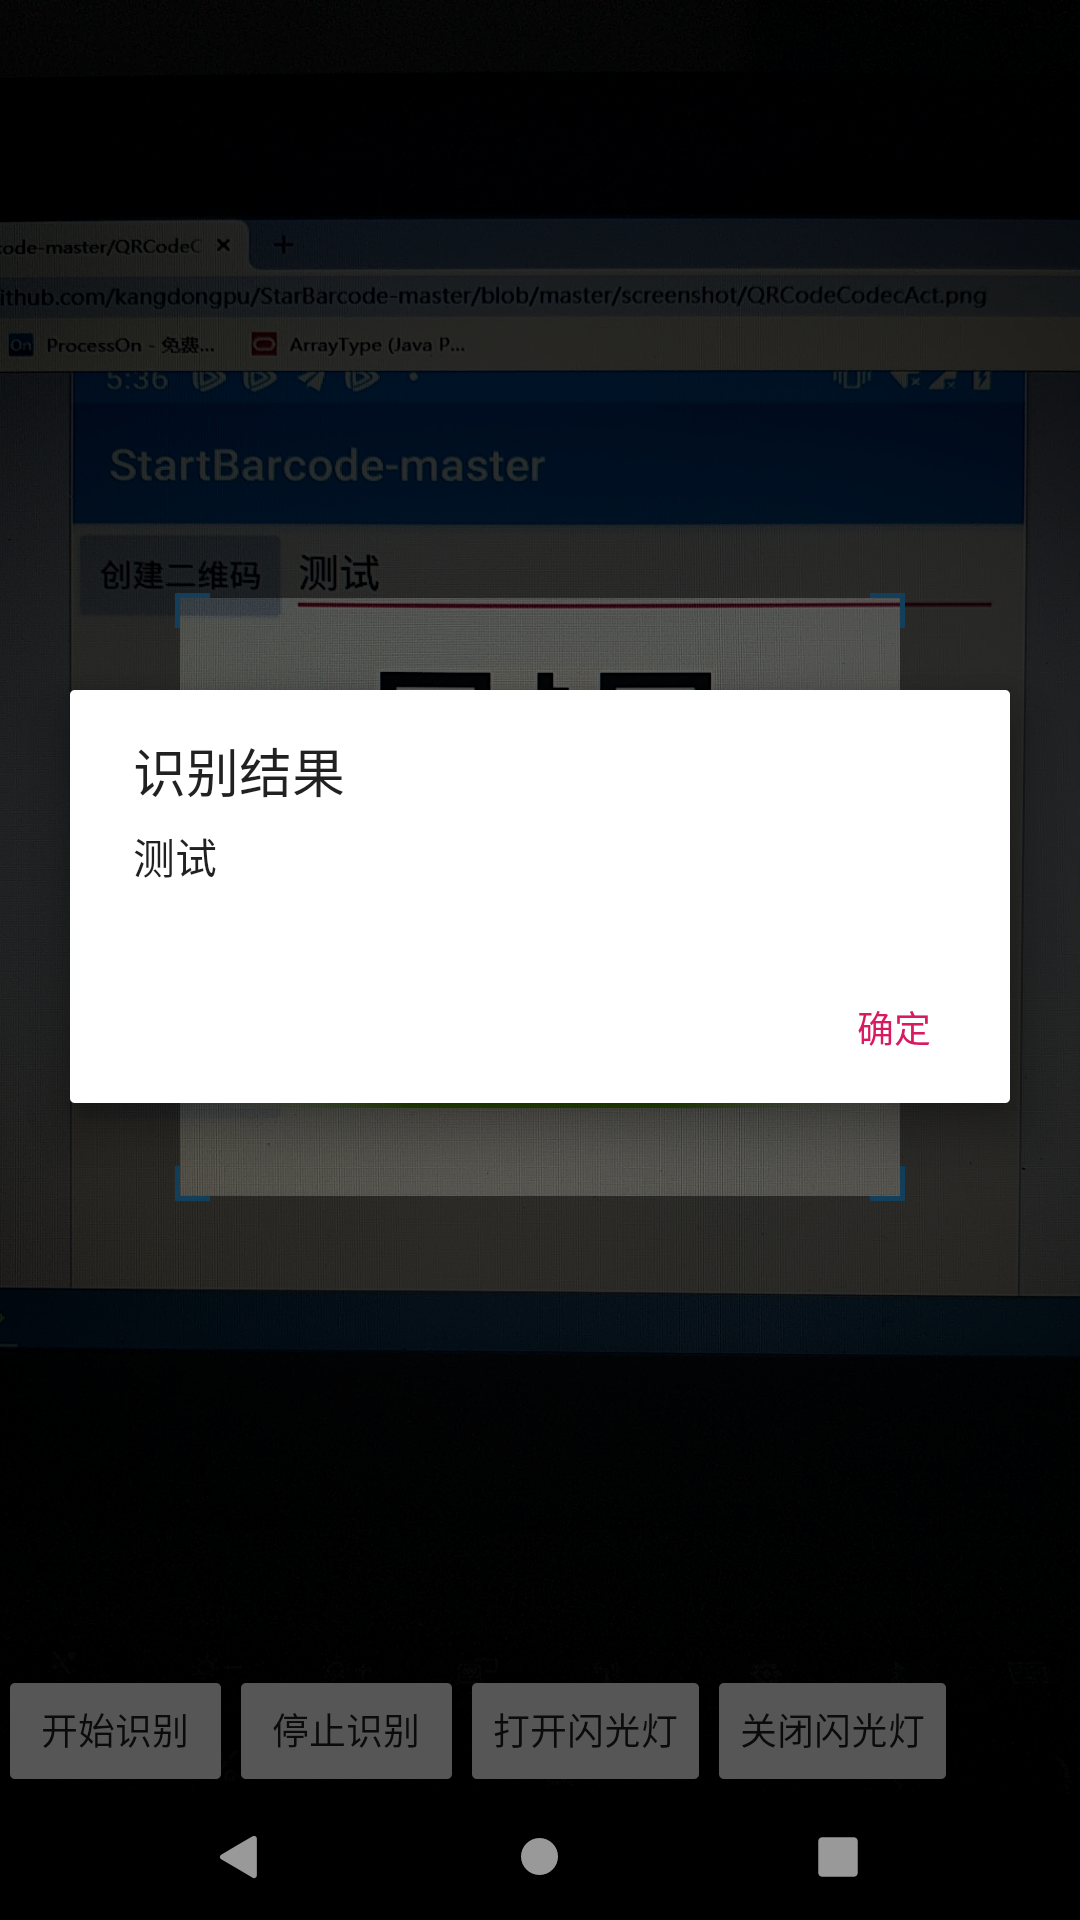 ode-master/QRCodeC
ithub.com/kangdongpu/StarBarcode-master/blob/master/screenshot/QRCodeCodecAct.png
On ProcessOn - 免费... ArrayType (Java P...
5:36
StartBarcode-master
创建二维码 测试
识别结果
测试
确定
开始识别 停止识别 打开闪光灯 关闭闪光灯